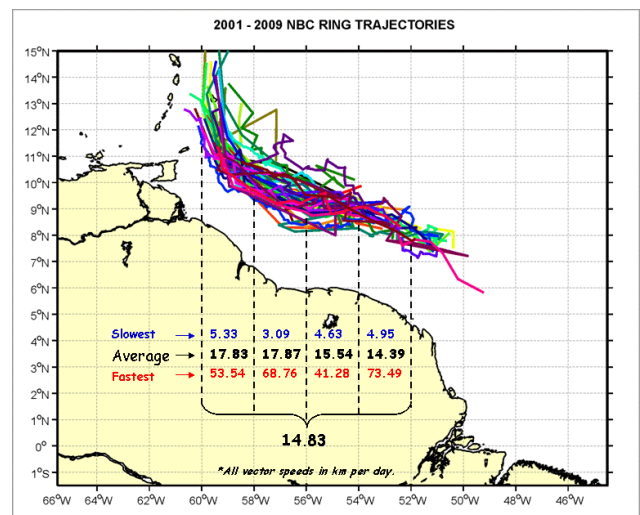 2001 - 2009 NBC RING TRAJECTORIES
15°N
14°N
13°N
12°N
11°N
10°N
9°N
8°N
7°N
6°N
5°N
4°N
3°N
2°N
1°N
0°
1°S
Slowest 5.33 3.09 4.63 4.95
Average 17.83 17.87 15.54 14.39
Fastest 53.54 68.76 41.28 73.49
14.83
*All vector speeds in km per day.
66°W 64°W 62°W 60°W 58°W 56°W 54°W 52°W 50°W 48°W 46°W